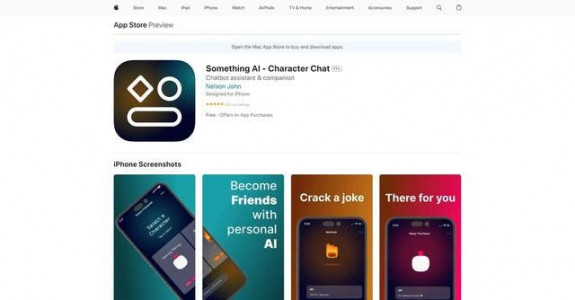 Store Mac iPad iPhone Watch AirPods TV & Home Entertainment Accessories Support
App Store Preview
Open the Mac App Store to buy and download apps.
Something AI - Character Chat
Chatbot assistant & companion
Nelson John
Designed for iPhone
Free · Offers In-App Purchases
iPhone Screenshots
Select a
Character
Become
Friends
with
personal
AI
Crack a joke
There for you